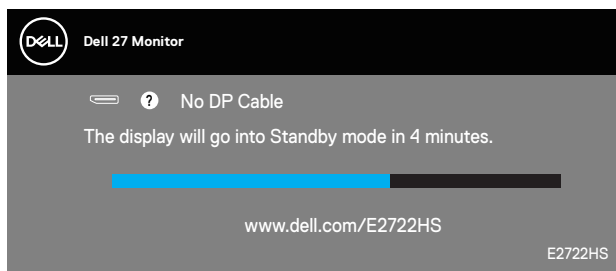 DELL
Dell 27 Monitor
? No DP Cable
The display will go into Standby mode in 4 minutes.
www.dell.com/E2722HS
E2722HS